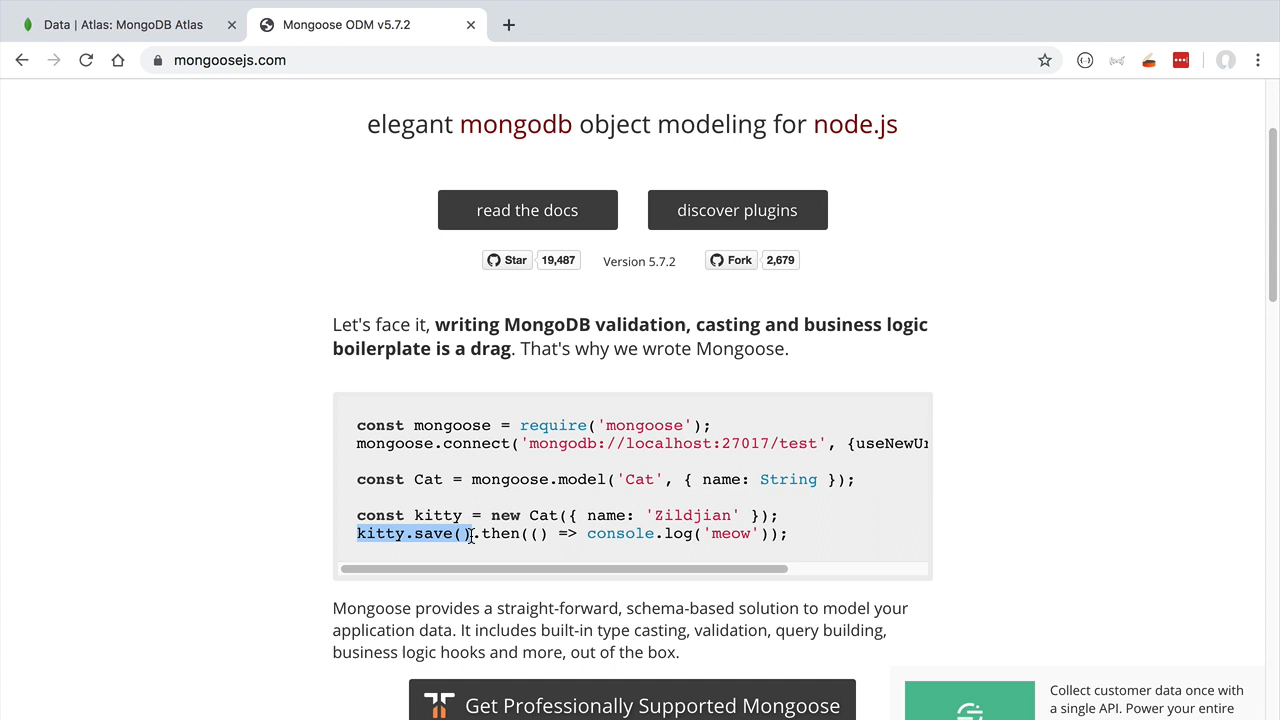 Data | Atlas: MongoDB Atlas
Mongoose ODM v5.7.2
mongoosejs.com
elegant mongodb object modeling for node.js
read the docs
discover plugins
Star 19,487
Version 5.7.2
Fork 2,679
Let's face it, writing MongoDB validation, casting and business logic
boilerplate is a drag. That's why we wrote Mongoose.
const mongoose = require('mongoose');
mongoose.connect('mongodb://localhost:27017/test', {useNewUr
const Cat = mongoose.model('Cat', { name: String });
const kitty = new Cat({ name: 'Zildjian' });
kitty.save().then(() => console.log('meow'));
Mongoose provides a straight-forward, schema-based solution to model your
application data. It includes built-in type casting, validation, query building,
business logic hooks and more, out of the box.
Get Professionally Supported Mongoose
Collect customer data once with
a single API. Power your entire